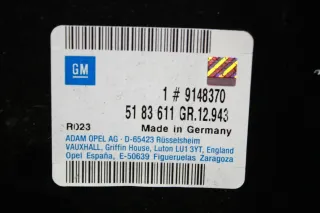 GM
1 # 9148370
51 83 611 GR.12.943
R023 Made in Germany
ADAM OPEL AG - D-65423 Rüsselsheim
VAUXHALL, Griffin House, Luton LU1 3YT, England
Opel España, E-50639 Figueruelas Zaragoza